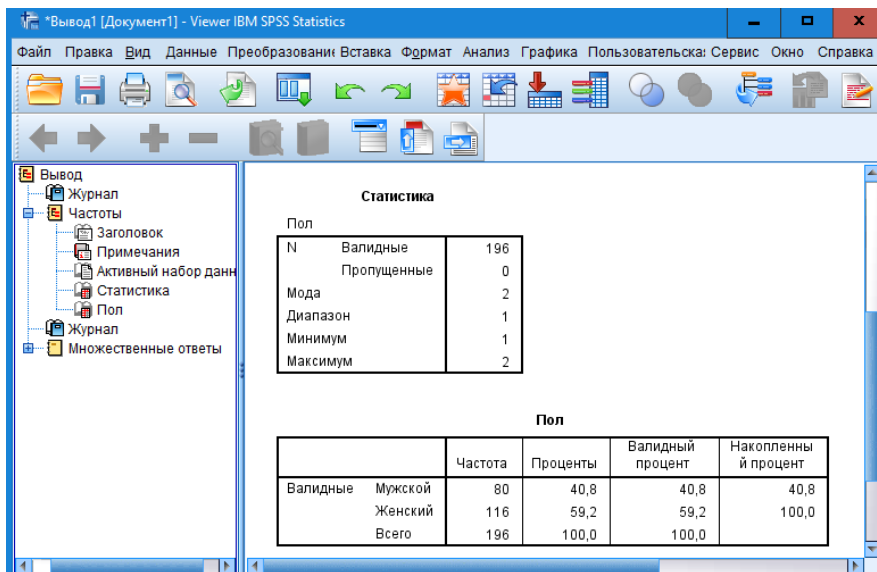 *Вывод1 [Документ1] - Viewer IBM SPSS Statistics
Файл Правка Вид Данные Преобразовани Вставка Формат Анализ Графика Пользовательска: Сервис Окно Справка
Вывод
Журнал
Частоты
Заголовок
Примечания
Активный набор данн
Статистика
Пол
Журнал
Множественные ответы
Статистика
Пол
N Валидные 196
Пропущенные 0
Мода 2
Диапазон 1
Минимум 1
Максимум 2
Пол
Частота Проценты Валидный процент Накопленны й процент
Валидные Мужской 80 40,8 40,8 40,8
Женский 116 59,2 59,2 100,0
Всего 196 100,0 100,0